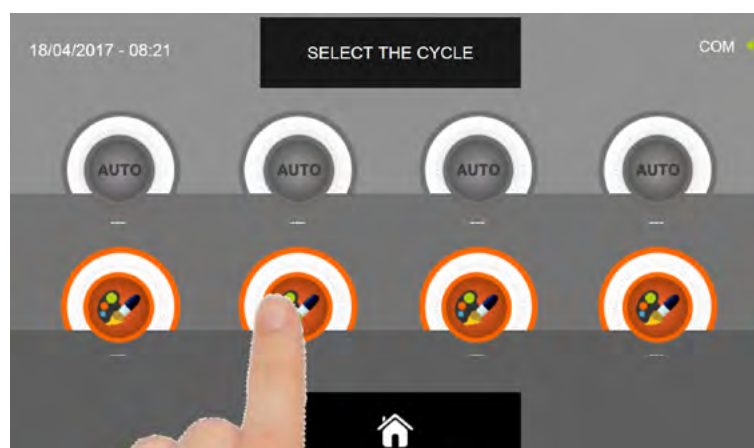 18/04/2017 - 08:21
SELECT THE CYCLE
COM
AUTO
AUTO
AUTO
AUTO